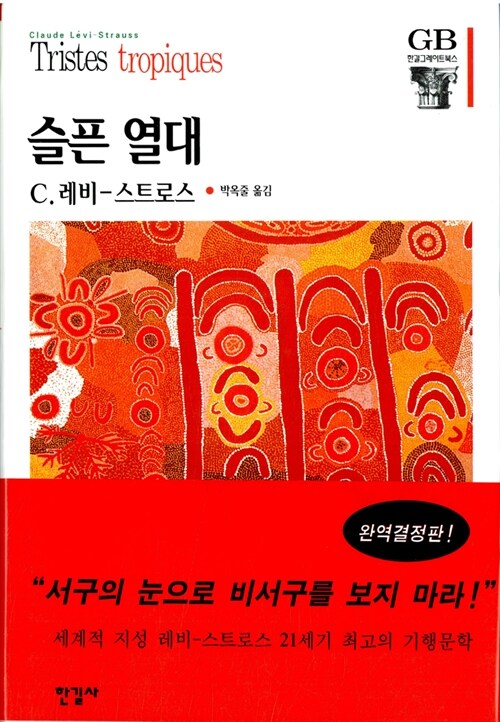 Claude Lévi-Strauss
Tristes tropiques
GB
한길그레이트북스
슬픈 열대
C. 레비-스트로스 • 박옥줄 옮김
완역결정판!
“서구의 눈으로 비서구를 보지 마라!”
세계적 지성 레비-스트로스 21세기 최고의 기행문학
한길사